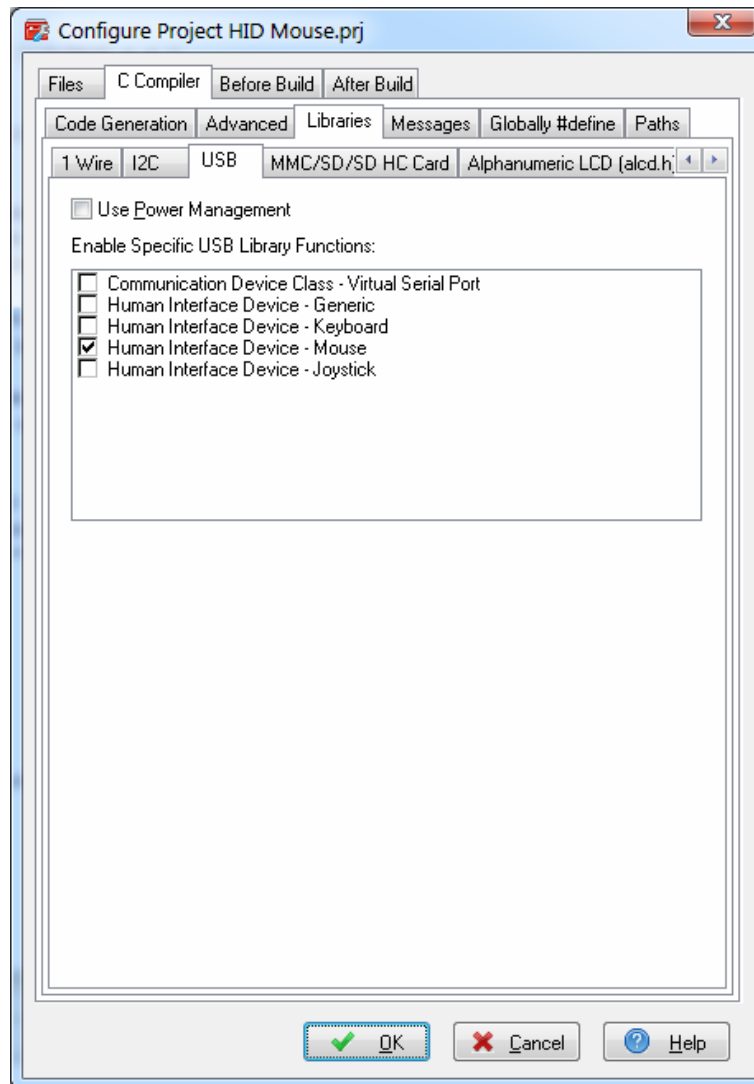 Configure Project HID Mouse.prj
Files C Compiler Before Build After Build
Code Generation Advanced Libraries Messages Globally #define Paths
1 Wire I2C USB MMC/SD/SD HC Card Alphanumeric LCD (alcd.h)
Use Power Management
Enable Specific USB Library Functions:
Communication Device Class - Virtual Serial Port
Human Interface Device - Generic
Human Interface Device - Keyboard
Human Interface Device - Mouse
Human Interface Device - Joystick
OK Cancel Help